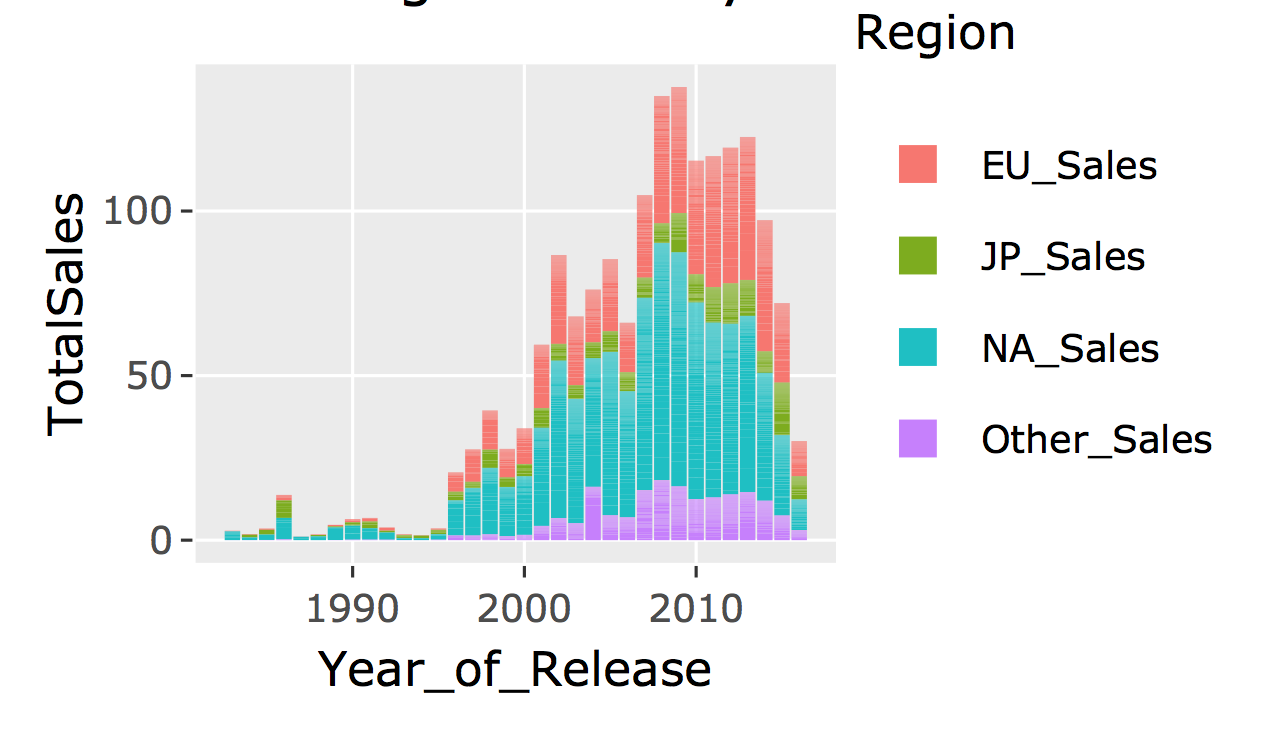 Region
EU_Sales
JP_Sales
NA_Sales
Other_Sales
TotalSales
100
50
0
1990 2000 2010
Year_of_Release